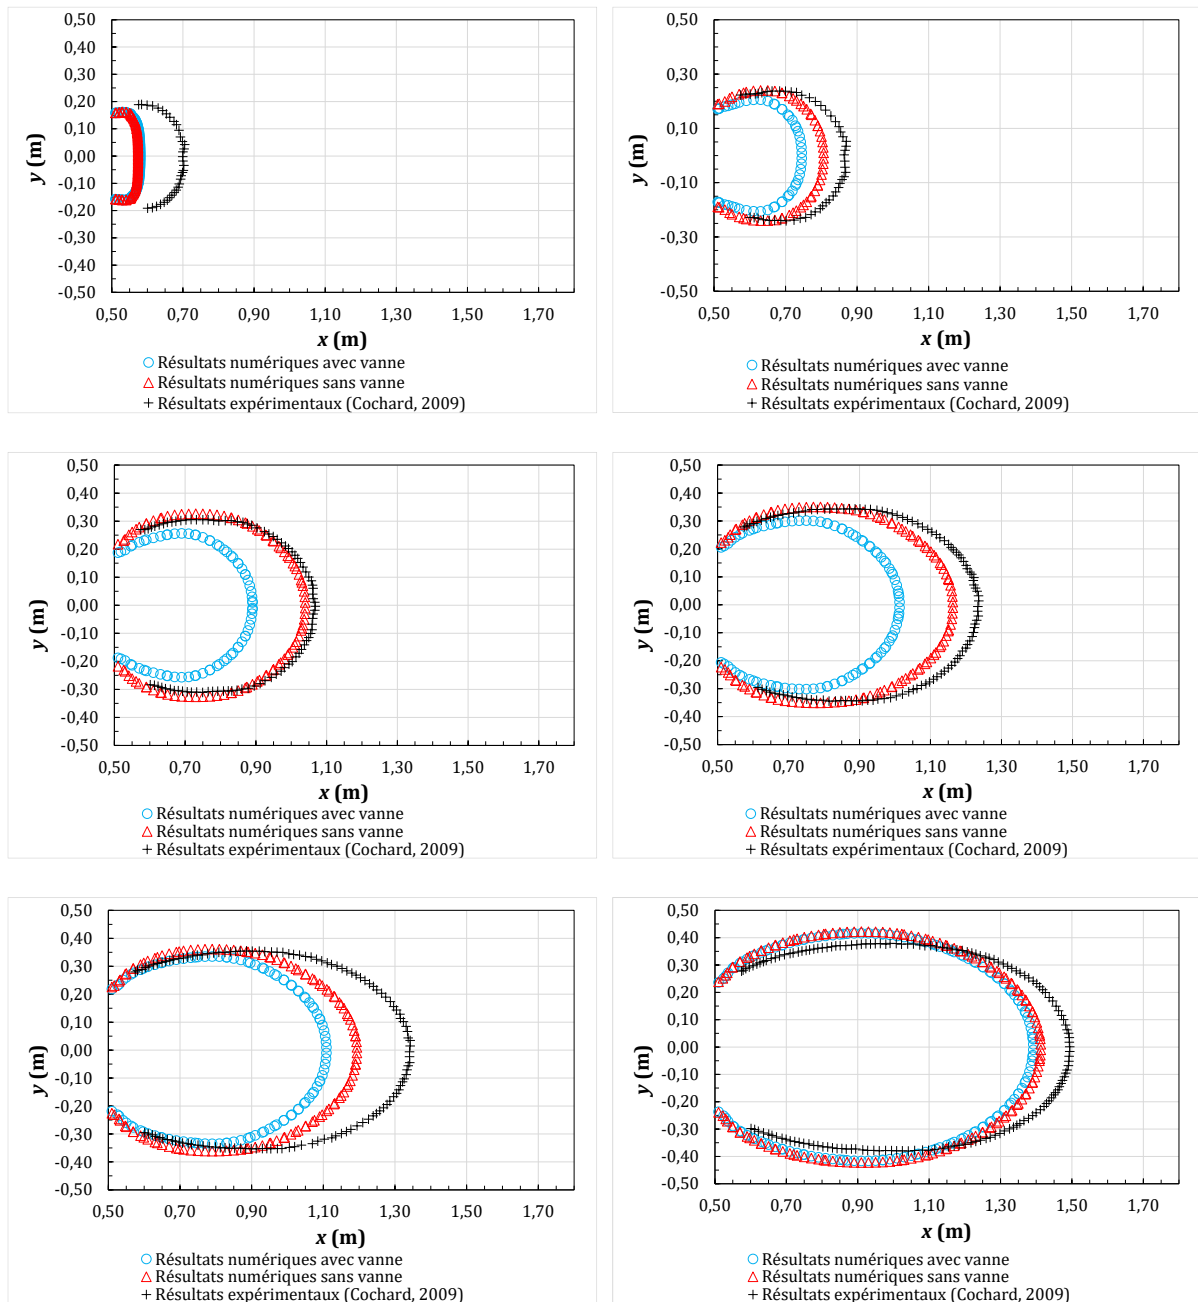 0,50
0,40
0,30
0,20
0,10
0,00
-0,10
-0,20
-0,30
-0,40
-0,50
y (m)
0,50 0,70 0,90 1,10 1,30 1,50 1,70
x (m)
Résultats numériques avec vanne
Résultats numériques sans vanne
Résultats expérimentaux (Cochard, 2009)
0,50
0,30
0,10
-0,10
-0,30
-0,50
y (m)
0,50 0,70 0,90 1,10 1,30 1,50 1,70
x (m)
Résultats numériques avec vanne
Résultats numériques sans vanne
Résultats expérimentaux (Cochard, 2009)
0,50
0,40
0,30
0,20
0,10
0,00
-0,10
-0,20
-0,30
-0,40
-0,50
y (m)
0,50 0,70 0,90 1,10 1,30 1,50 1,70
x (m)
Résultats numériques avec vanne
Résultats numériques sans vanne
Résultats expérimentaux (Cochard, 2009)
0,50
0,40
0,30
0,20
0,10
0,00
-0,10
-0,20
-0,30
-0,40
-0,50
y (m)
0,50 0,70 0,90 1,10 1,30 1,50 1,70
x (m)
Résultats numériques avec vanne
Résultats numériques sans vanne
Résultats expérimentaux (Cochard, 2009)
0,50
0,40
0,30
0,20
0,10
0,00
-0,10
-0,20
-0,30
-0,40
-0,50
y (m)
0,50 0,70 0,90 1,10 1,30 1,50 1,70
x (m)
Résultats numériques avec vanne
Résultats numériques sans vanne
Résultats expérimentaux (Cochard, 2009)
0,50
0,40
0,30
0,20
0,10
0,00
-0,10
-0,20
-0,30
-0,40
-0,50
y (m)
0,50 0,70 0,90 1,10 1,30 1,50 1,70
x (m)
Résultats numériques avec vanne
Résultats numériques sans vanne
Résultats expérimentaux (Cochard, 2009)